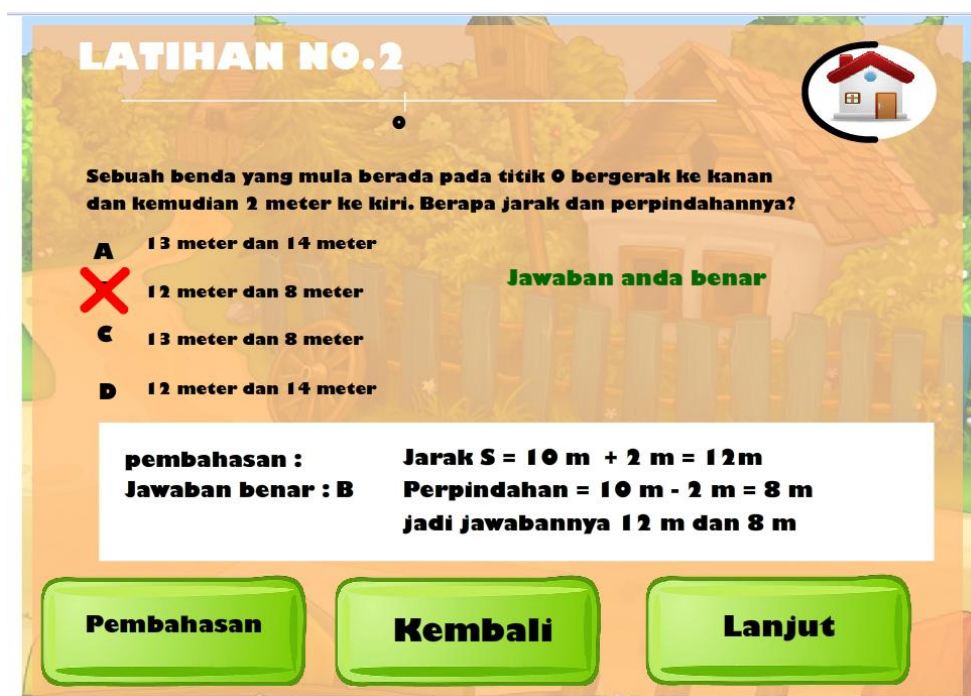 LATIHAN NO.2
0
Sebuah benda yang mula berada pada titik 0 bergerak ke kanan
dan kemudian 2 meter ke kiri. Berapa jarak dan perpindahannya?
A 13 meter dan 14 meter
12 meter dan 8 meter
Jawaban anda benar
C 13 meter dan 8 meter
D 12 meter dan 14 meter
pembahasan : Jarak S = 10 m + 2 m = 12m
Jawaban benar : B Perpindahan = 10 m - 2 m = 8 m
jadi jawabannya 12 m dan 8 m
Pembahasan
Kembali
Lanjut